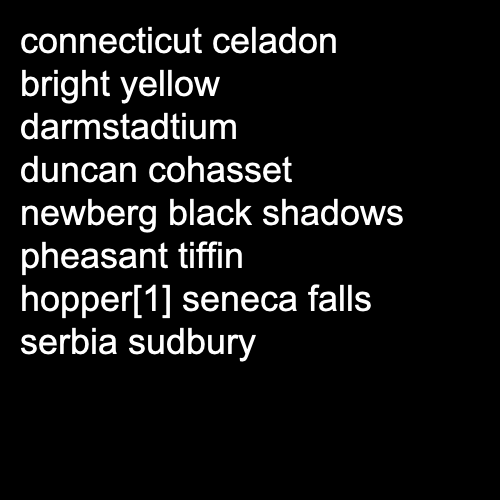 connecticut celadon
bright yellow
darmstadtium
duncan cohasset
newberg black shadows
pheasant tiffin
hopper[1] seneca falls
serbia sudbury